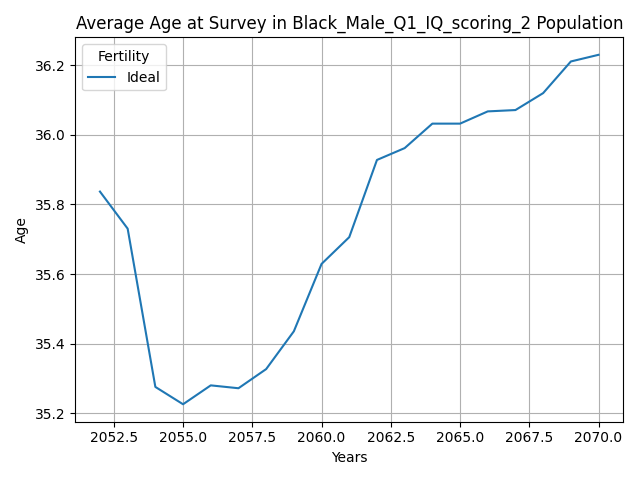 Average Age at Survey in Black_Male_Q1_IQ_scoring_2 Population
Fertility
Ideal
36.2
36.0
35.8
35.6
35.4
35.2
Age
2052.5 2055.0 2057.5 2060.0 2062.5 2065.0 2067.5 2070.0
Years